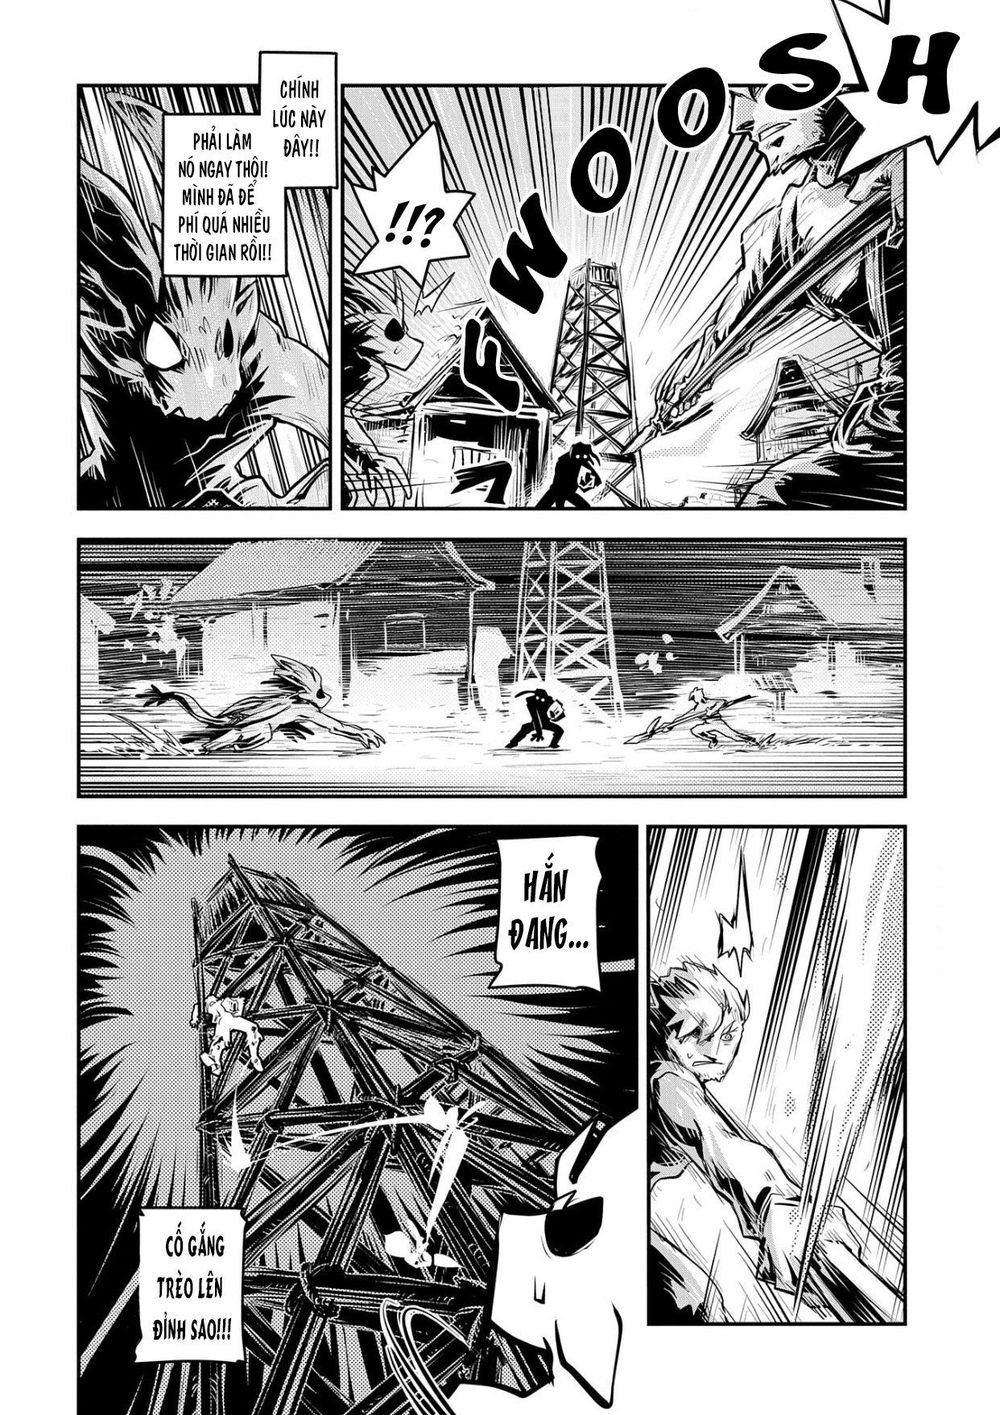 FWOOSH
!!!?
CHÍNH
LÚC NÀY
ĐÂY!!
PHẢI LÀM
NÓ NGAY THÔI!
MÌNH ĐÃ ĐỂ
PHÍ QUÁ NHIỀU
THỜI GIAN RỒI!!
HẮN
ĐANG...
CỐ GẮNG
TRÈO LÊN
ĐỈNH SAO!!!